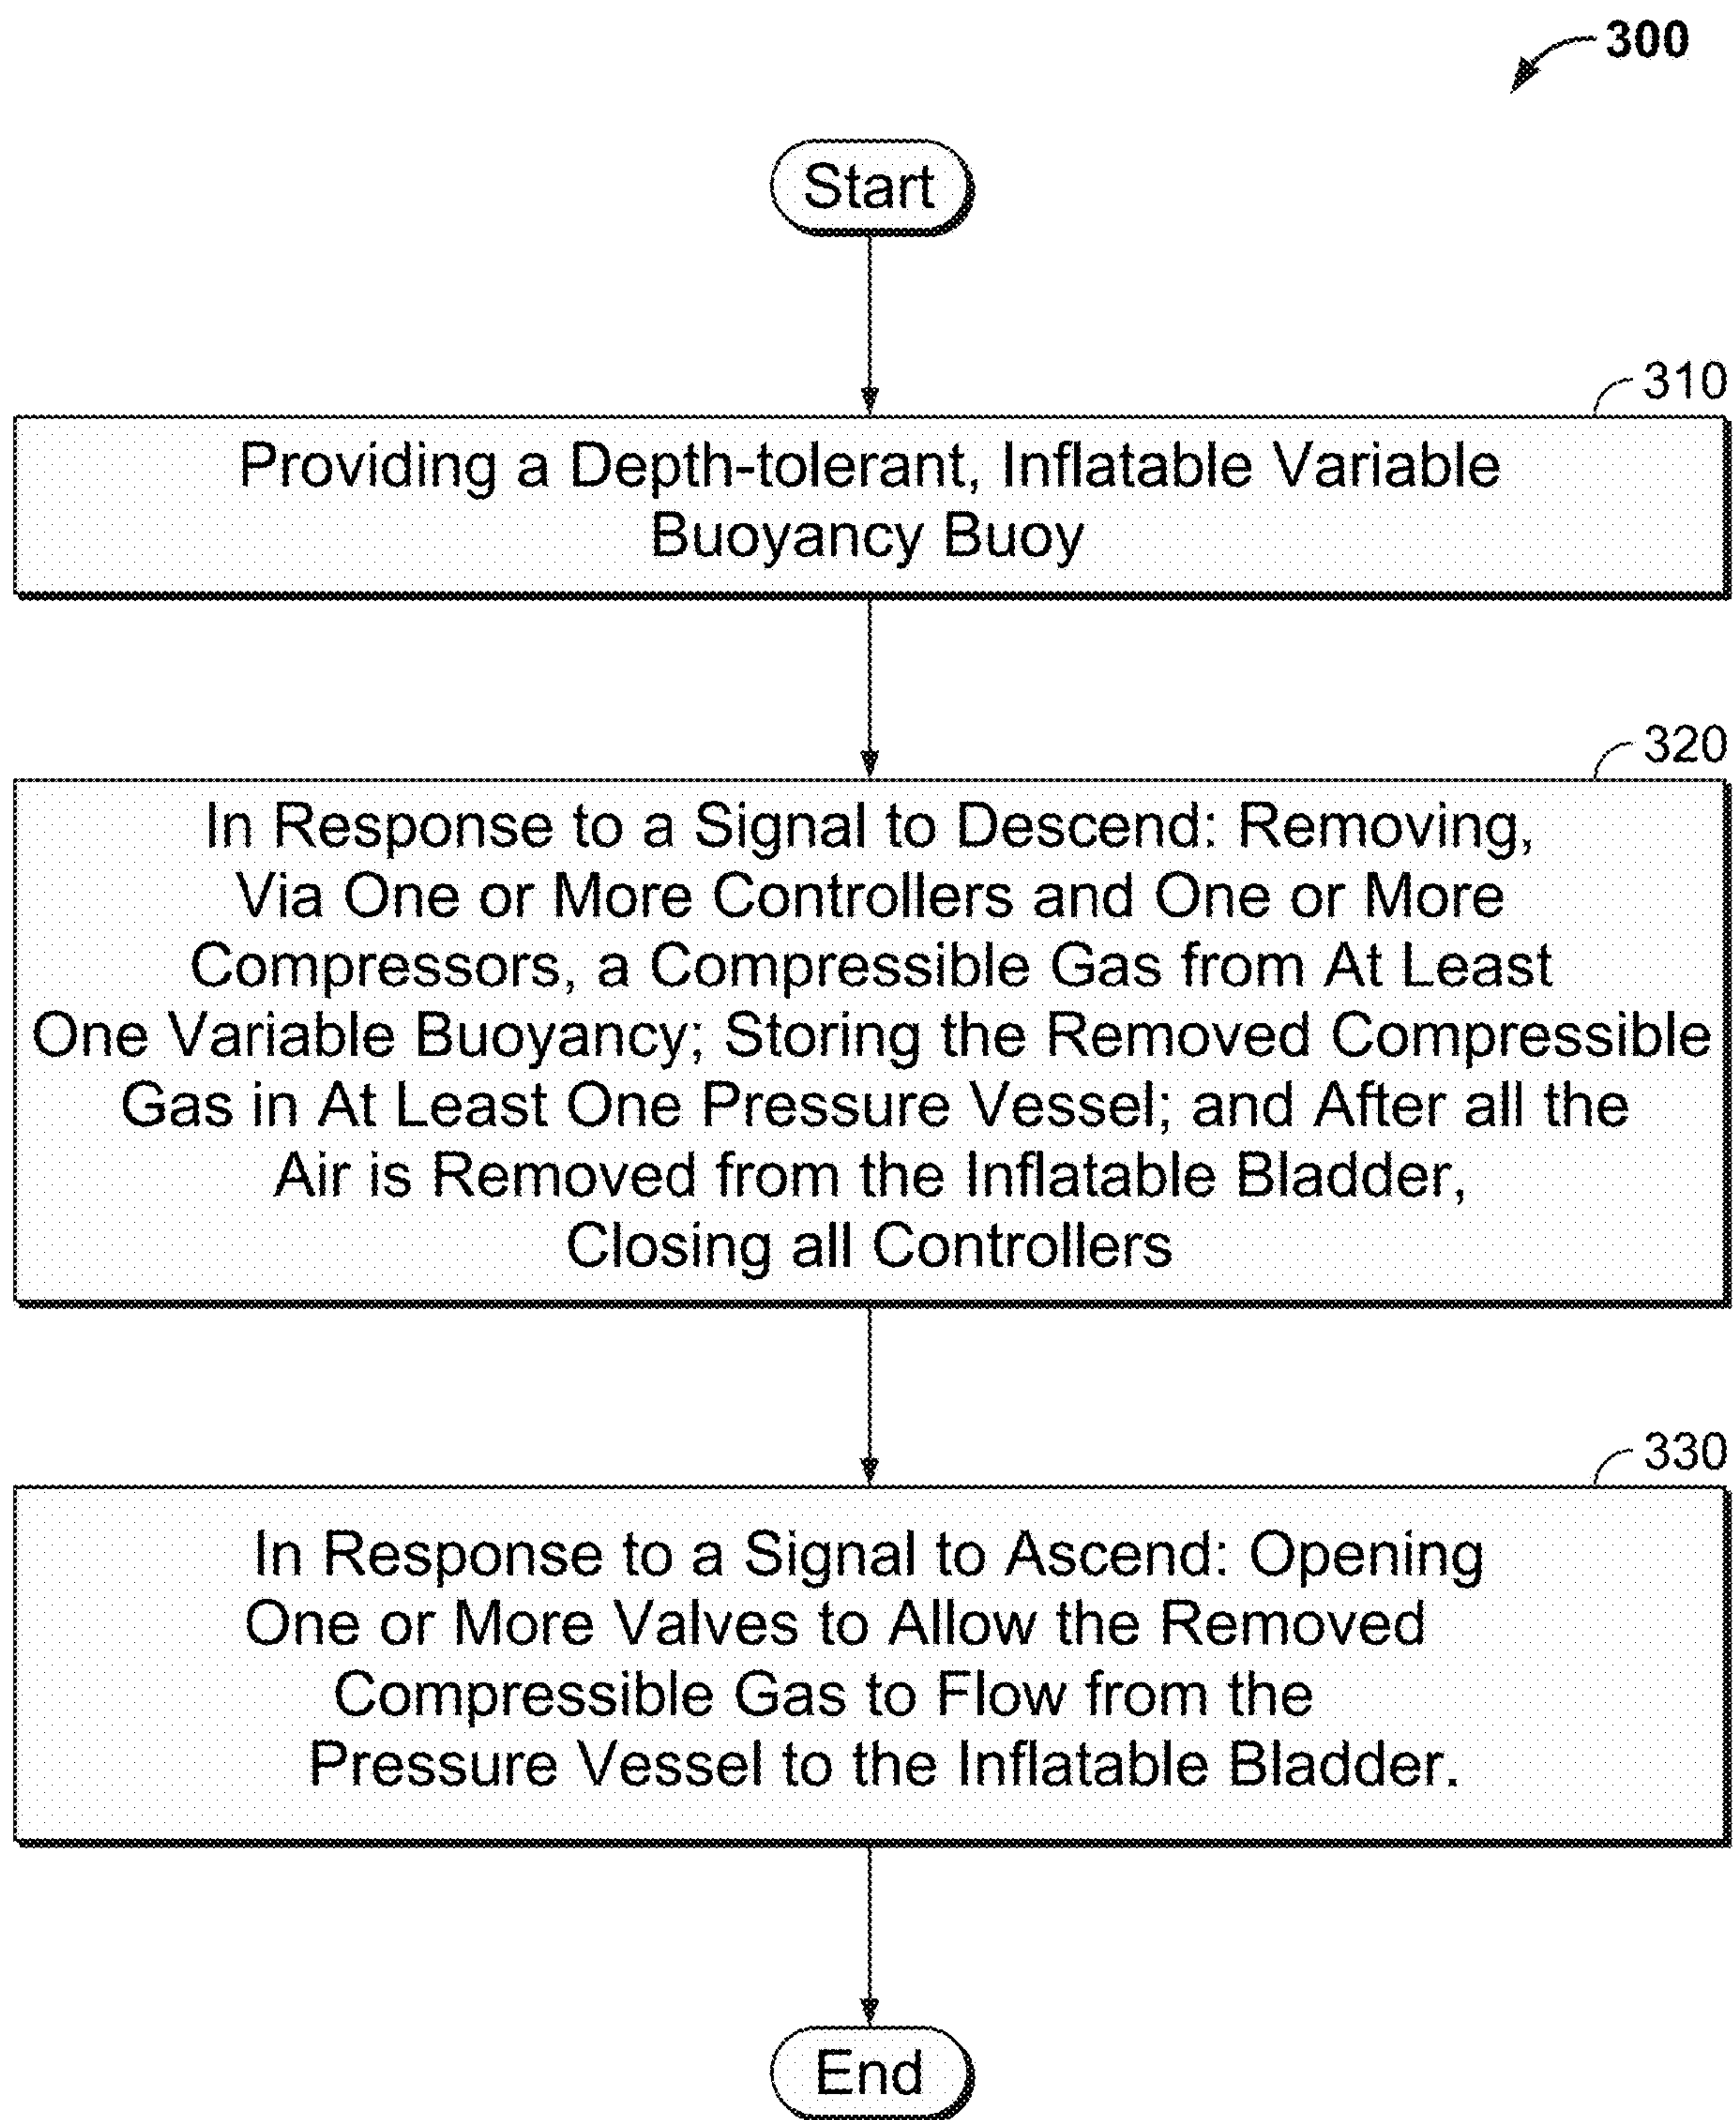 300
Start
310
Providing a Depth-tolerant, Inflatable Variable
Buoyancy Buoy
320
In Response to a Signal to Descend: Removing,
Via One or More Controllers and One or More
Compressors, a Compressible Gas from At Least
One Variable Buoyancy; Storing the Removed Compressible
Gas in At Least One Pressure Vessel; and After all the
Air is Removed from the Inflatable Bladder,
Closing all Controllers
330
In Response to a Signal to Ascend: Opening
One or More Valves to Allow the Removed
Compressible Gas to Flow from the
Pressure Vessel to the Inflatable Bladder.
End